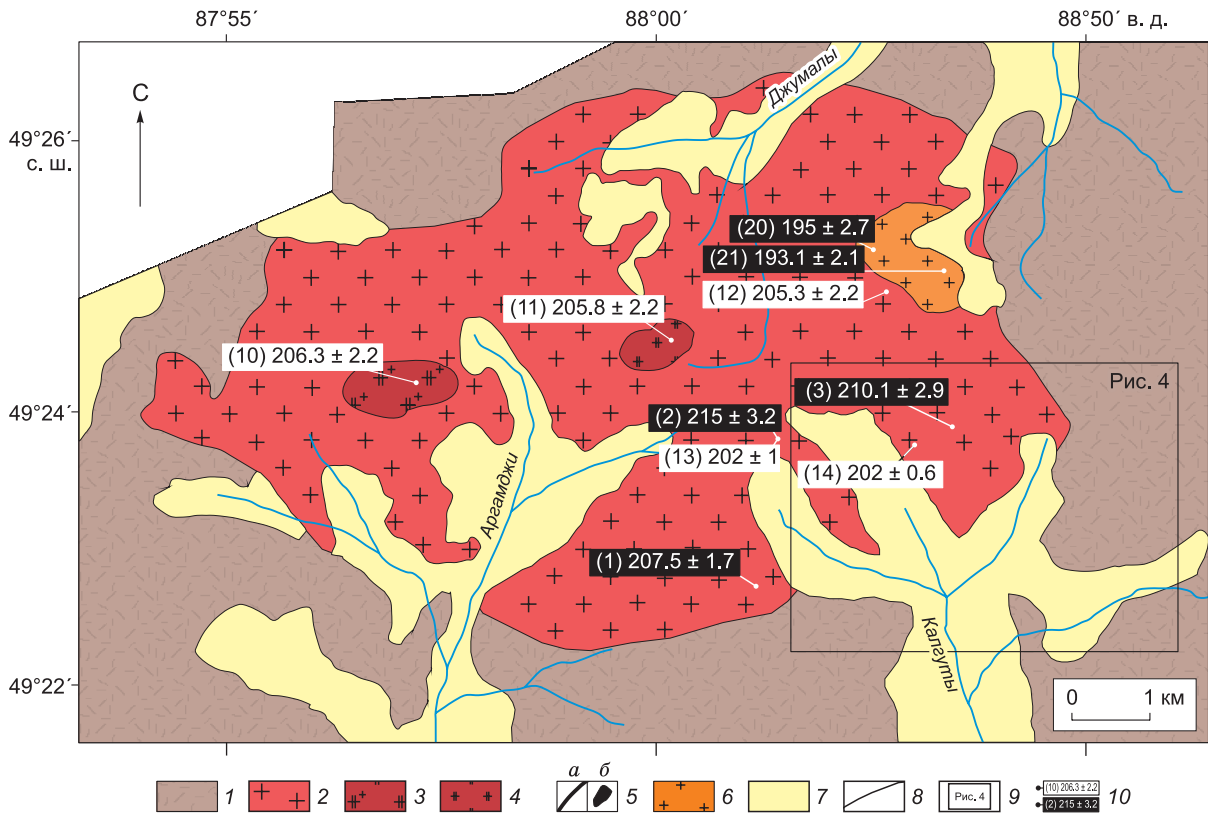 87°55´ 88°00´ 88°50´ в. д.
С
49°26´
с. ш.
Джумалы
(20) 195 ± 2.7
(21) 193.1 ± 2.1
(12) 205.3 ± 2.2
(11) 205.8 ± 2.2
(10) 206.3 ± 2.2
Рис. 4
49°24´
(3) 210.1 ± 2.9
(2) 215 ± 3.2
(13) 202 ± 1
(14) 202 ± 0.6
Аргамджи
(1) 207.5 ± 1.7
Калгуты
49°22´
0 1 км
1 2 3 4 а б 5 6 7 8 Рис. 4 9 (10) 206.3 ± 2.2 10
(2) 215 ± 3.2